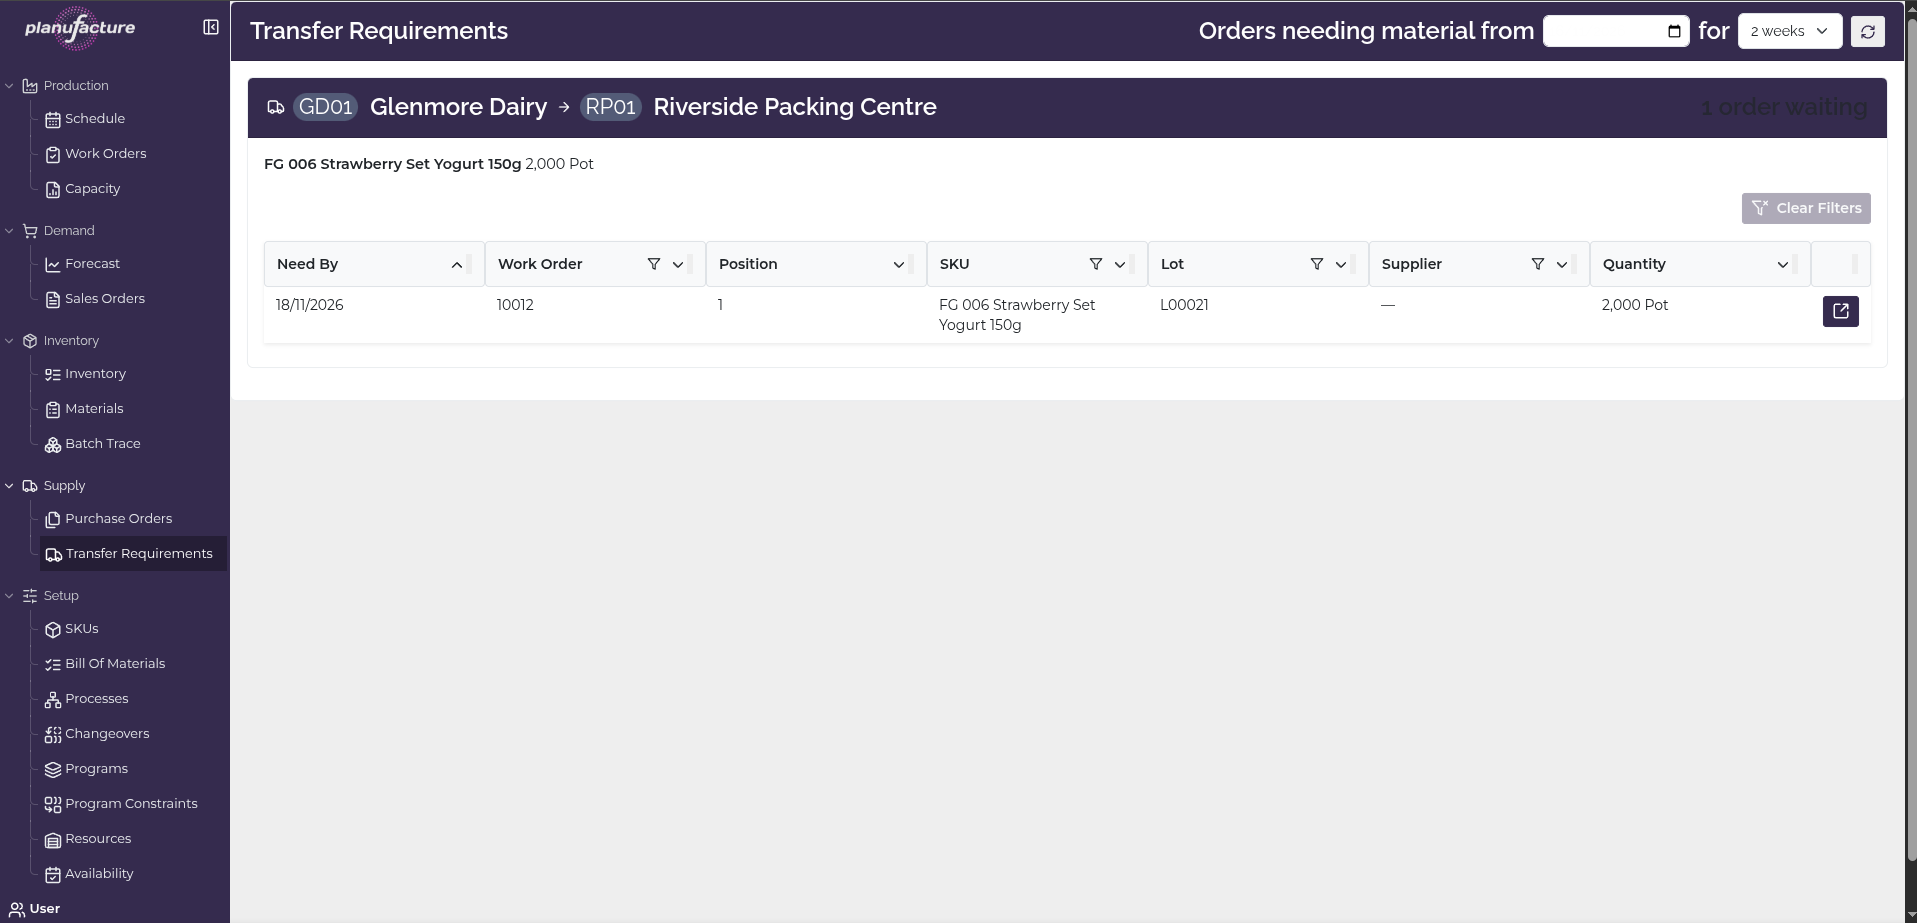 planufacture
Production
Schedule
Work Orders
Capacity
Demand
Forecast
Sales Orders
Inventory
Inventory
Materials
Batch Trace
Supply
Purchase Orders
Transfer Requirements
Setup
SKUs
Bill Of Materials
Processes
Changeovers
Programs
Program Constraints
Resources
Availability
User
Transfer Requirements
Orders needing material from for 2 weeks
GD01 Glenmore Dairy → RP01 Riverside Packing Centre 1 order waiting
FG 006 Strawberry Set Yogurt 150g 2,000 Pot
Clear Filters
Need By Work Order Position SKU Lot Supplier Quantity
18/11/2026 10012 1 FG 006 Strawberry Set L00021 — 2,000 Pot
Yogurt 150g